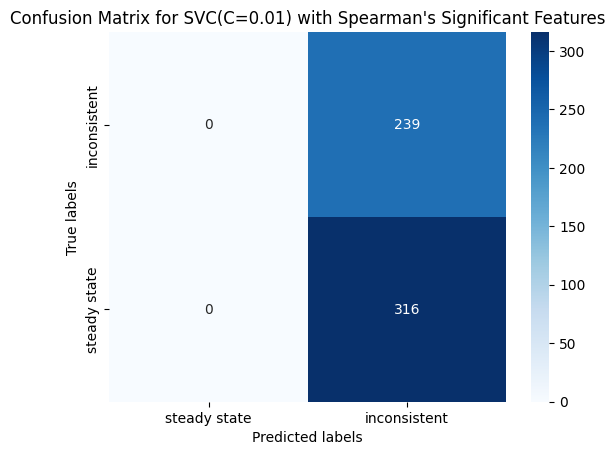 Confusion Matrix for SVC(C=0.01) with Spearman's Significant Features
True labels
inconsistent
steady state
0
239
0
316
steady state
inconsistent
Predicted labels
300
250
200
150
100
50
0